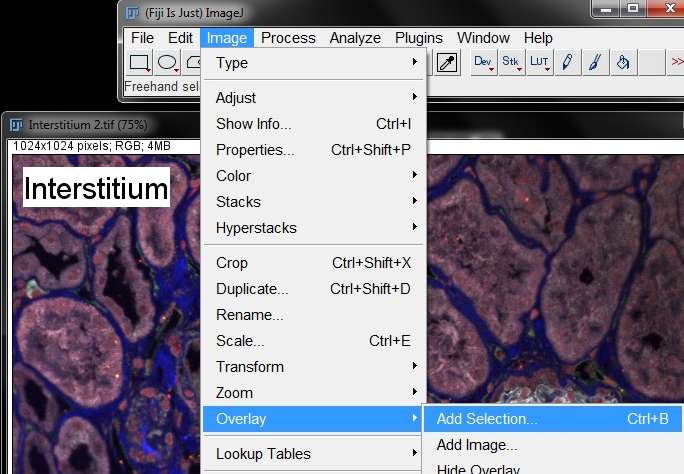 (Fiji Is Just) ImageJ
File Edit Image Process Analyze Plugins Window Help
Dev Stk LUT >>
Freehand sel
Interstitium 2.tif (75%)
1024x1024 pixels; RGB; 4MB
Interstitium
Type
Adjust
Show Info... Ctrl+I
Properties... Ctrl+Shift+P
Color
Stacks
Hyperstacks
Crop Ctrl+Shift+X
Duplicate... Ctrl+Shift+D
Rename...
Scale... Ctrl+E
Transform
Zoom
Overlay
Add Selection... Ctrl+B
Add Image...
Lookup Tables
Hide Overlay